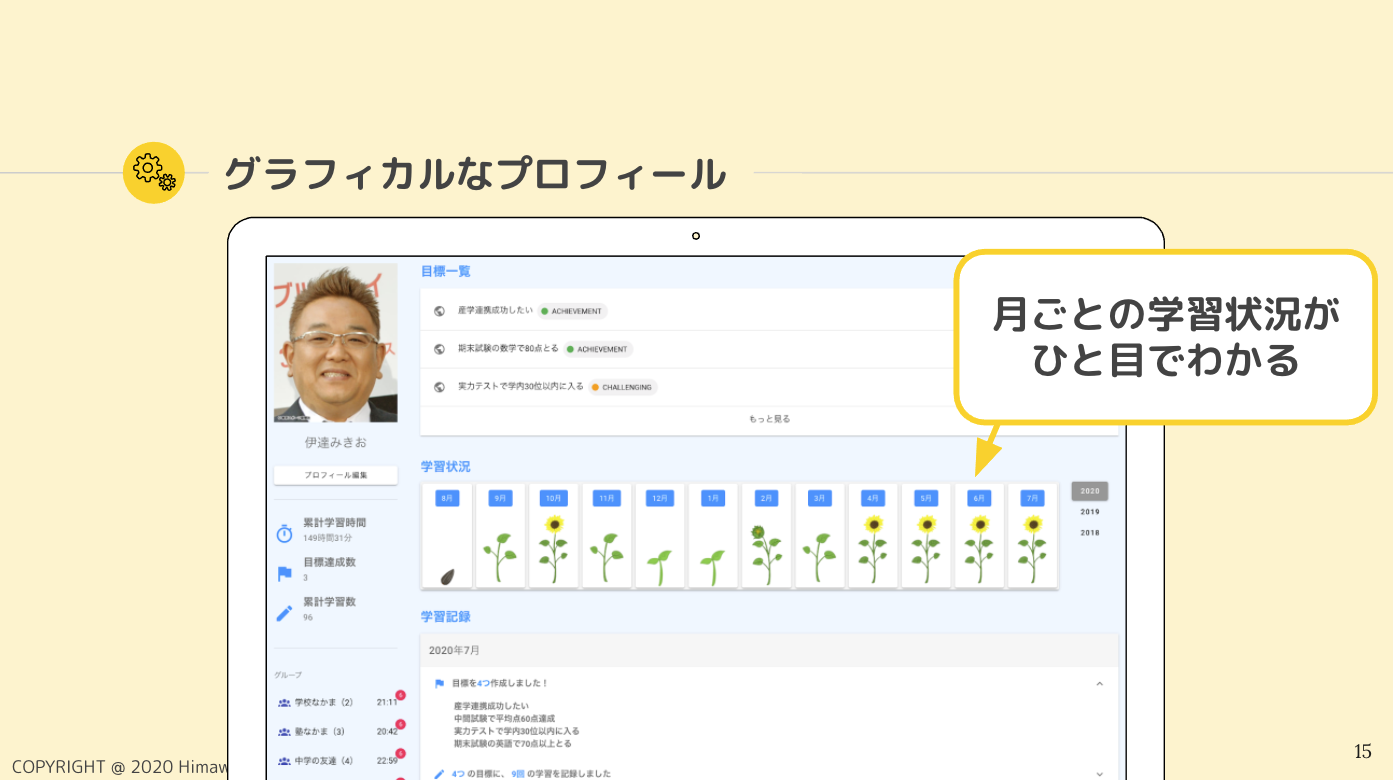 グラフィカルなプロフィール
月ごとの学習状況が
ひと目でわかる
伊達みきお
プロフィール編集
累計学習時間
149時間31分
目標達成数
3
累計学習数
96
グループ
学校なかま（2） 21:11 6
塾なかま（3） 20:42 6
中学の友達（4） 22:59 6
目標一覧
産学連携成功したい ACHIEVEMENT
期末試験の数学で80点とる ACHIEVEMENT
実力テストで学内30位以内に入る CHALLENGING
もっと見る
学習状況
8月 9月 10月 11月 12月 1月 2月 3月 4月 5月 6月 7月
2020
2019
2018
学習記録
2020年7月
目標を4つ作成しました！
産学連携成功したい
中間試験で平均点60点達成
実力テストで学内30位以内に入る
期末試験の英語で70点以上とる
4つ の目標に、 9回 の学習を記録しました
COPYRIGHT @ 2020 Himaw
15